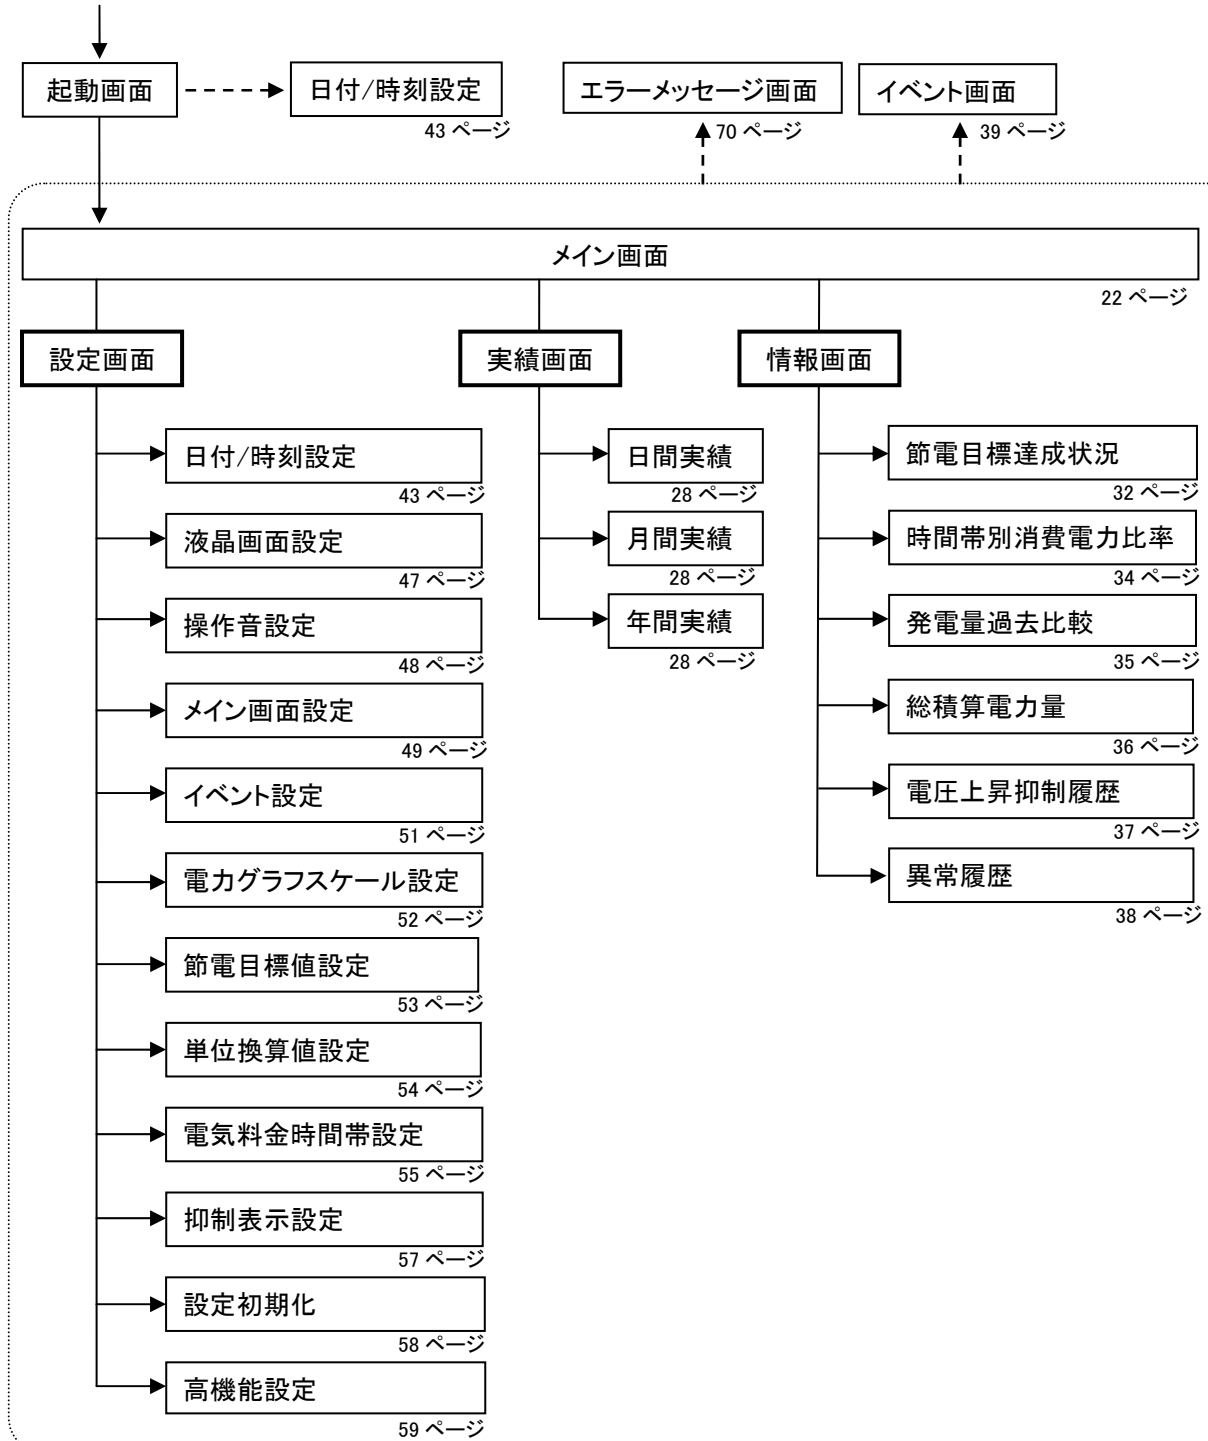 起動画面
日付/時刻設定
43 ページ
エラーメッセージ画面
70 ページ
イベント画面
39 ページ
メイン画面
22 ページ
設定画面
日付/時刻設定
43 ページ
液晶画面設定
47 ページ
操作音設定
48 ページ
メイン画面設定
49 ページ
イベント設定
51 ページ
電力グラフスケール設定
52 ページ
節電目標値設定
53 ページ
単位換算値設定
54 ページ
電気料金時間帯設定
55 ページ
抑制表示設定
57 ページ
設定初期化
58 ページ
高機能設定
59 ページ
実績画面
日間実績
28 ページ
月間実績
28 ページ
年間実績
28 ページ
情報画面
節電目標達成状況
32 ページ
時間帯別消費電力比率
34 ページ
発電量過去比較
35 ページ
総積算電力量
36 ページ
電圧上昇抑制履歴
37 ページ
異常履歴
38 ページ